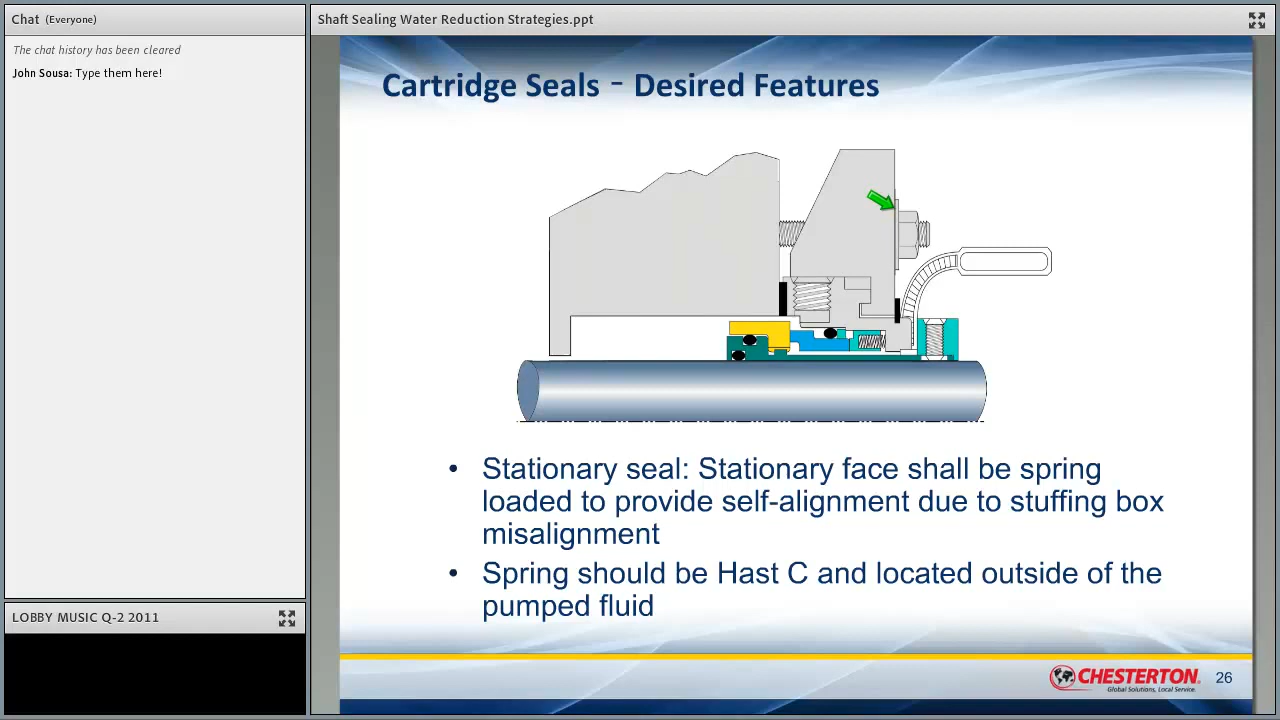 Chat (Everyone)
The chat history has been cleared
John Sousa: Type them here!
LOBBY MUSIC Q-2 2011
Shaft Sealing Water Reduction Strategies.ppt
Cartridge Seals – Desired Features
• Stationary seal: Stationary face shall be spring
loaded to provide self-alignment due to stuffing box
misalignment
• Spring should be Hast C and located outside of the
pumped fluid
CHESTERTON
Global Solutions, Local Service.
26